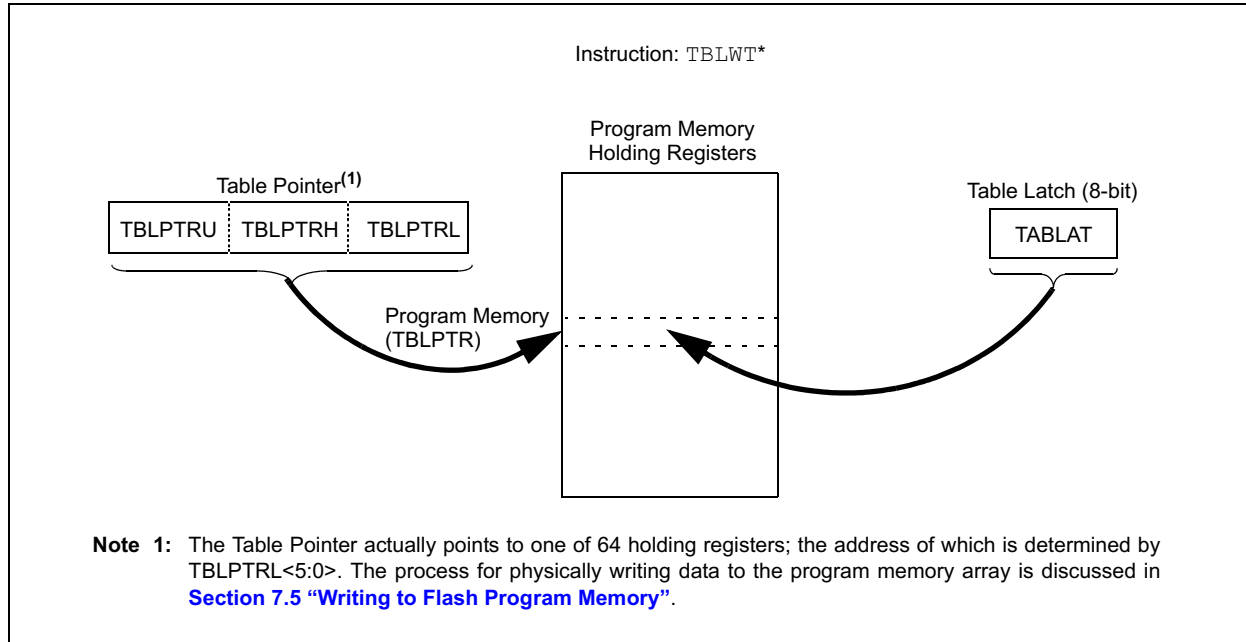 Instruction: TBLWT*
Program Memory
Holding Registers
Table Pointer(1)
Table Latch (8-bit)
TBLPTRU TBLPTRH TBLPTRL
TABLAT
Program Memory
(TBLPTR)
Note 1: The Table Pointer actually points to one of 64 holding registers; the address of which is determined by
TBLPTRL<5:0>. The process for physically writing data to the program memory array is discussed in
Section 7.5 “Writing to Flash Program Memory”.